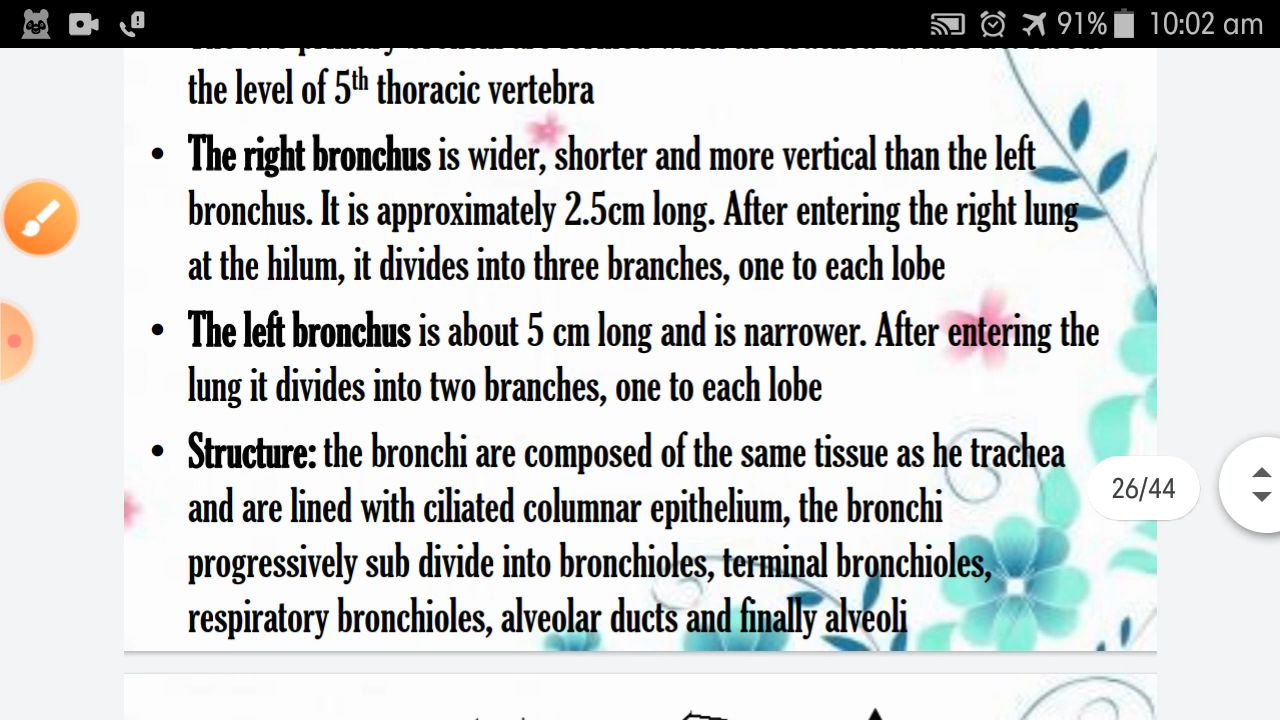 91% 10:02 am
the level of 5th thoracic vertebra
• The right bronchus is wider, shorter and more vertical than the left
bronchus. It is approximately 2.5cm long. After entering the right lung
at the hilum, it divides into three branches, one to each lobe
• The left bronchus is about 5 cm long and is narrower. After entering the
lung it divides into two branches, one to each lobe
• Structure: the bronchi are composed of the same tissue as he trachea
and are lined with ciliated columnar epithelium, the bronchi
26/44
progressively sub divide into bronchioles, terminal bronchioles,
respiratory bronchioles, alveolar ducts and finally alveoli